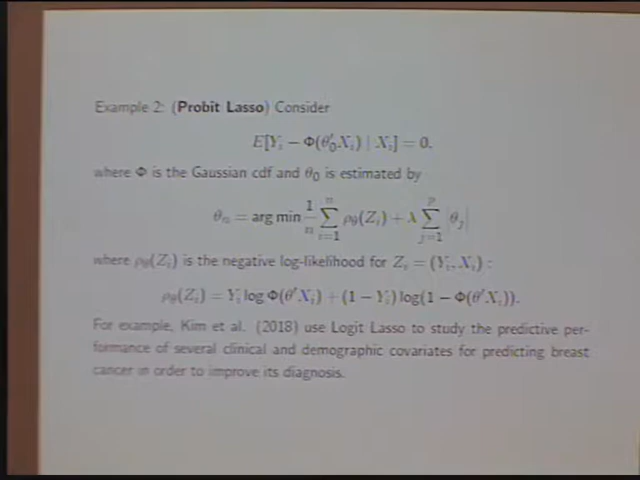 Example 2: (Probit Lasso) Consider
E[Y_i − Φ(θ′_0 X_i) | X_i] = 0,
where Φ is the Gaussian cdf and θ_0 is estimated by
θ_n = arg min 1/n ∑_{i=1}^{n} ρ_θ(Z_i) + λ ∑_{j=1}^{p} |θ_j|
where ρ_θ(Z_i) is the negative log-likelihood for Z_i = (Y_i, X_i) :
ρ_θ(Z_i) = Y_i log Φ(θ′X_i) + (1 − Y_i) log(1 − Φ(θ′X_i)).
For example, Kim et al. (2018) use Logit Lasso to study the predictive per-
formance of several clinical and demographic covariates for predicting breast
cancer in order to improve its diagnosis.